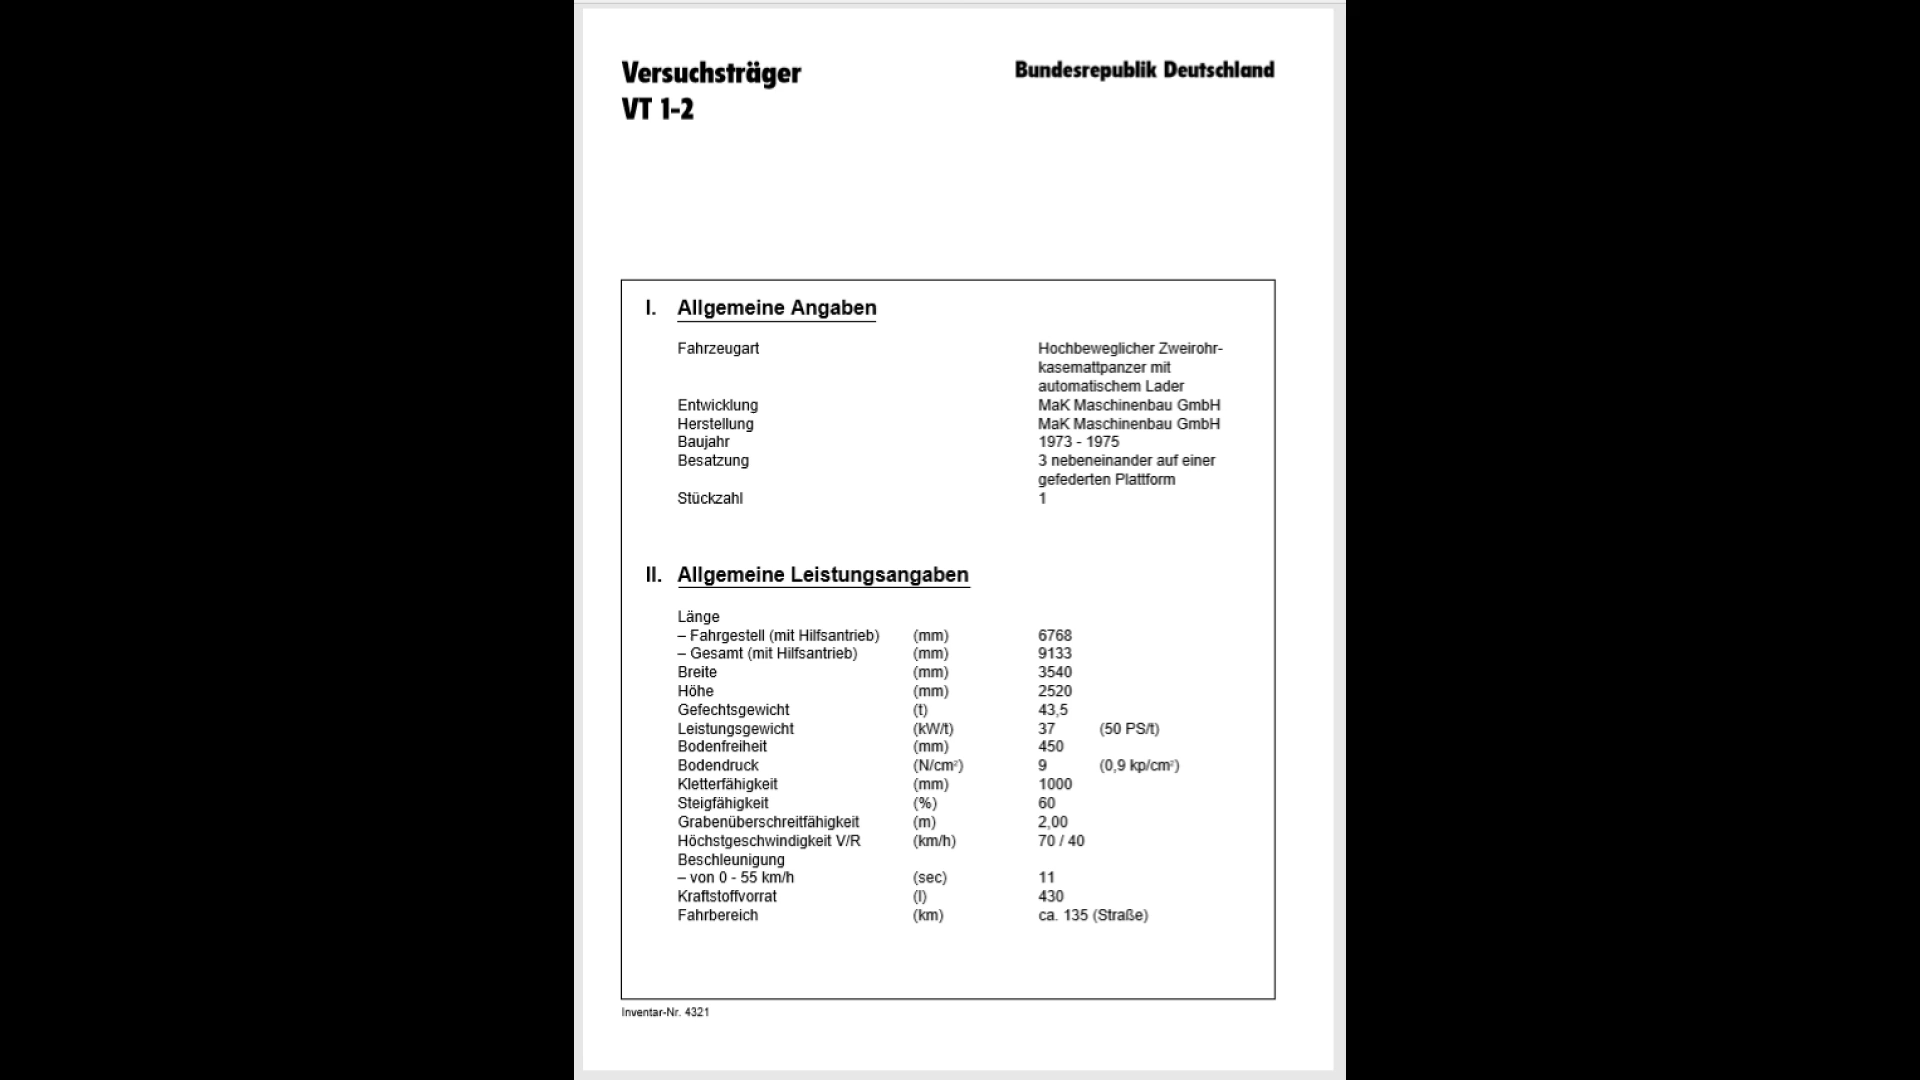 Versuchsträger
VT 1-2
Bundesrepublik Deutschland
I. Allgemeine Angaben
Fahrzeugart Hochbeweglicher Zweirohr-
kasemattpanzer mit
automatischem Lader
Entwicklung MaK Maschinenbau GmbH
Herstellung MaK Maschinenbau GmbH
Baujahr 1973 - 1975
Besatzung 3 nebeneinander auf einer
gefederten Plattform
Stückzahl 1
II. Allgemeine Leistungsangaben
Länge
– Fahrgestell (mit Hilfsantrieb) (mm) 6768
– Gesamt (mit Hilfsantrieb) (mm) 9133
Breite (mm) 3540
Höhe (mm) 2520
Gefechtsgewicht (t) 43,5
Leistungsgewicht (kW/t) 37 (50 PS/t)
Bodenfreiheit (mm) 450
Bodendruck (N/cm²) 9 (0,9 kp/cm²)
Kletterfähigkeit (mm) 1000
Steigfähigkeit (%) 60
Grabenüberschreitfähigkeit (m) 2,00
Höchstgeschwindigkeit V/R (km/h) 70 / 40
Beschleunigung
– von 0 - 55 km/h (sec) 11
Kraftstoffvorrat (l) 430
Fahrbereich (km) ca. 135 (Straße)
Inventar-Nr. 4321